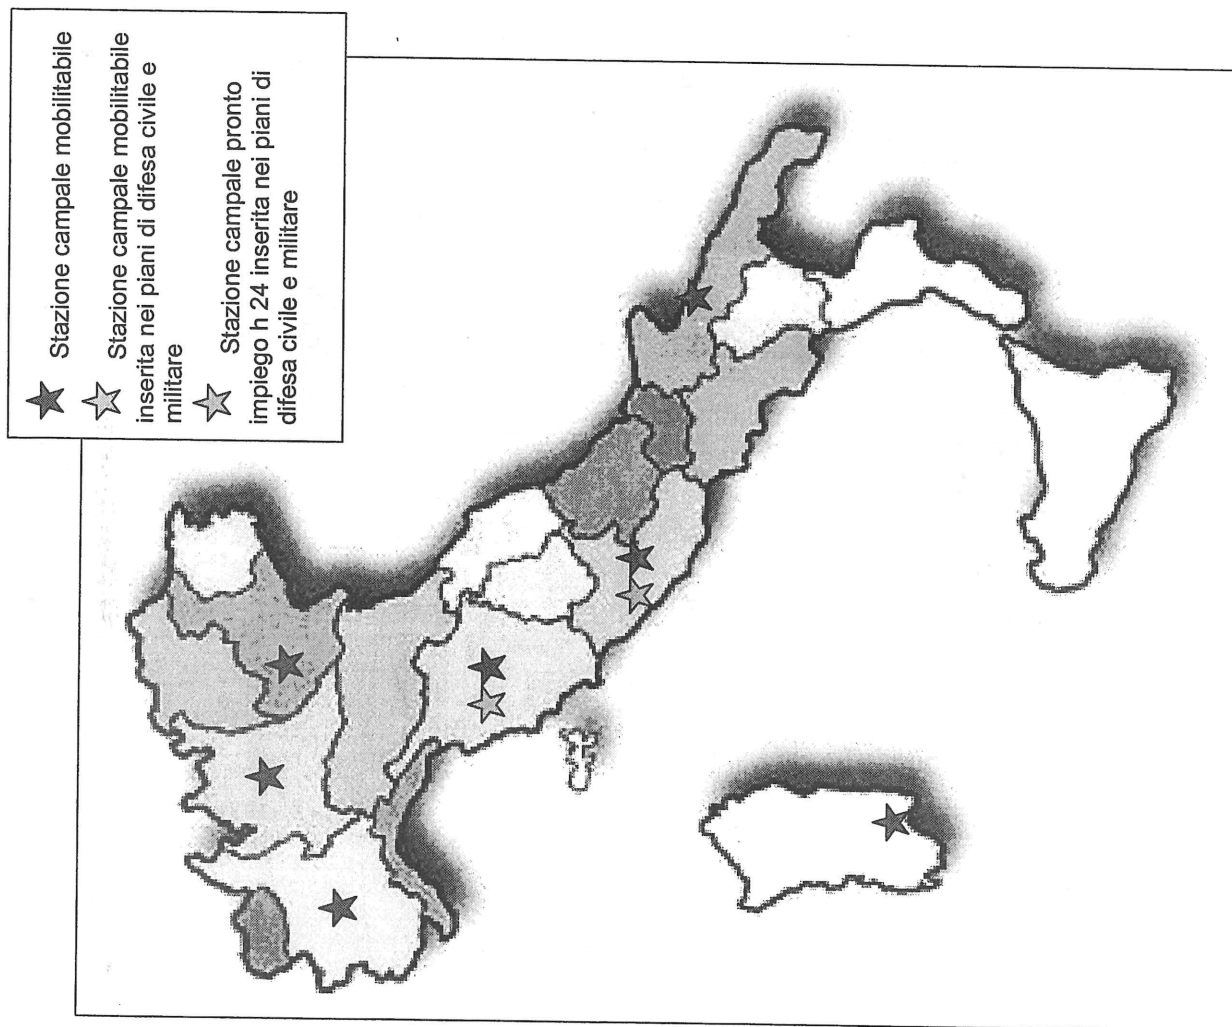 Stazione campale mobilitabile
Stazione campale mobilitabile
inserita nei piani di difesa civile e
militare
Stazione campale pronto
impiego h 24 inserita nei piani di
difesa civile e militare